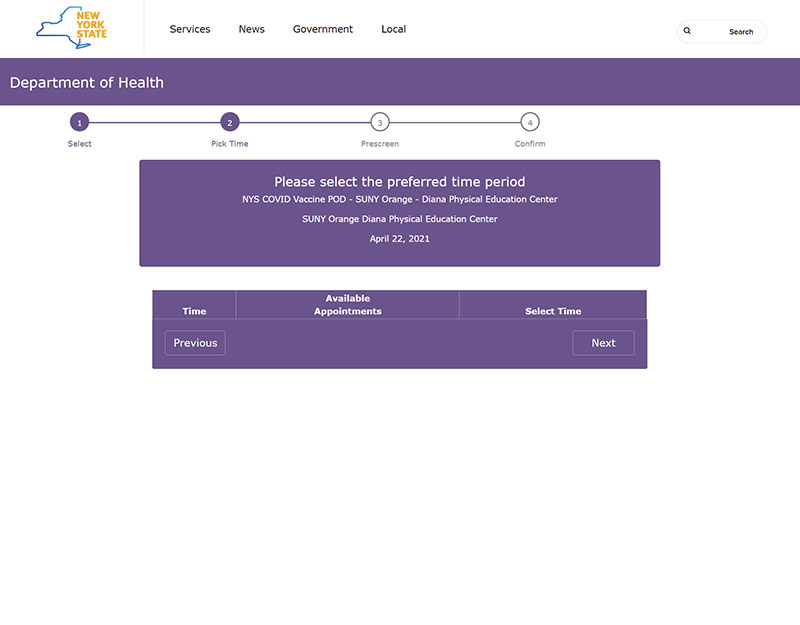 NEW
YORK
STATE
Services News Government Local
Search
Department of Health
1 2 3 4
Select Pick Time Prescreen Confirm
Please select the preferred time period
NYS COVID Vaccine POD - SUNY Orange - Diana Physical Education Center
SUNY Orange Diana Physical Education Center
April 22, 2021
Time Available Appointments Select Time
Previous Next